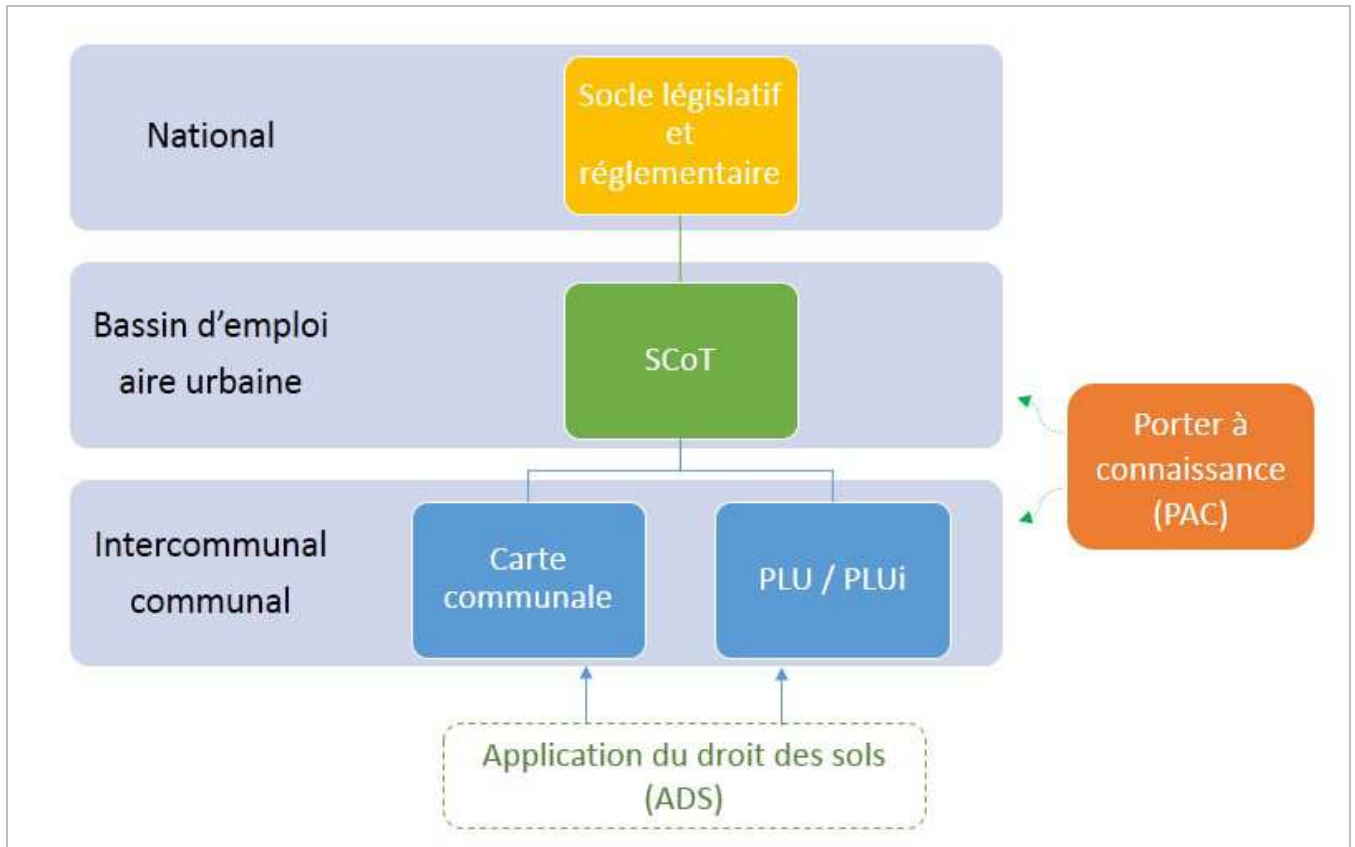 National
Socle législatif
et
réglementaire
Bassin d'emploi
aire urbaine
SCoT
Porter à
connaissance
(PAC)
Intercommunal
communal
Carte
communale
PLU / PLUi
Application du droit des sols
(ADS)